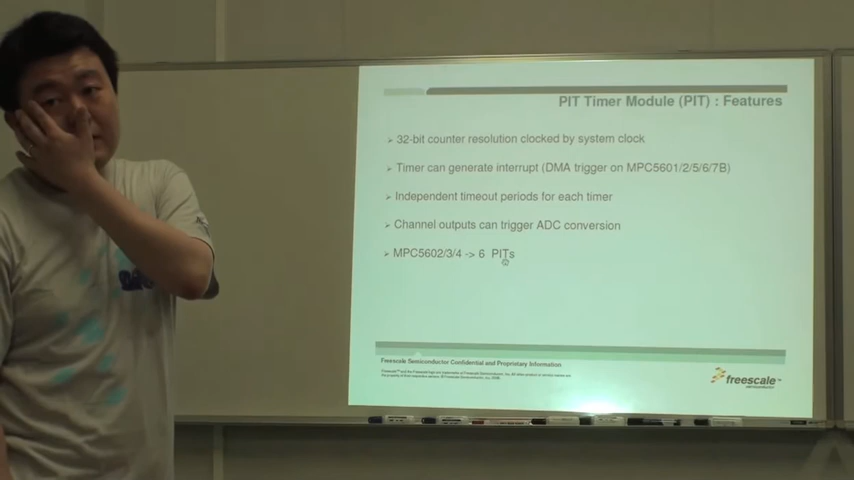 PIT Timer Module (PIT) : Features
32-bit counter resolution clocked by system clock
Timer can generate interrupt (DMA trigger on MPC5601/2/5/6/7B)
Independent timeout periods for each timer
Channel outputs can trigger ADC conversion
MPC5602/3/4 -> 6 PITs
Freescale Semiconductor Confidential and Proprietary Information
freescale™
semiconductor